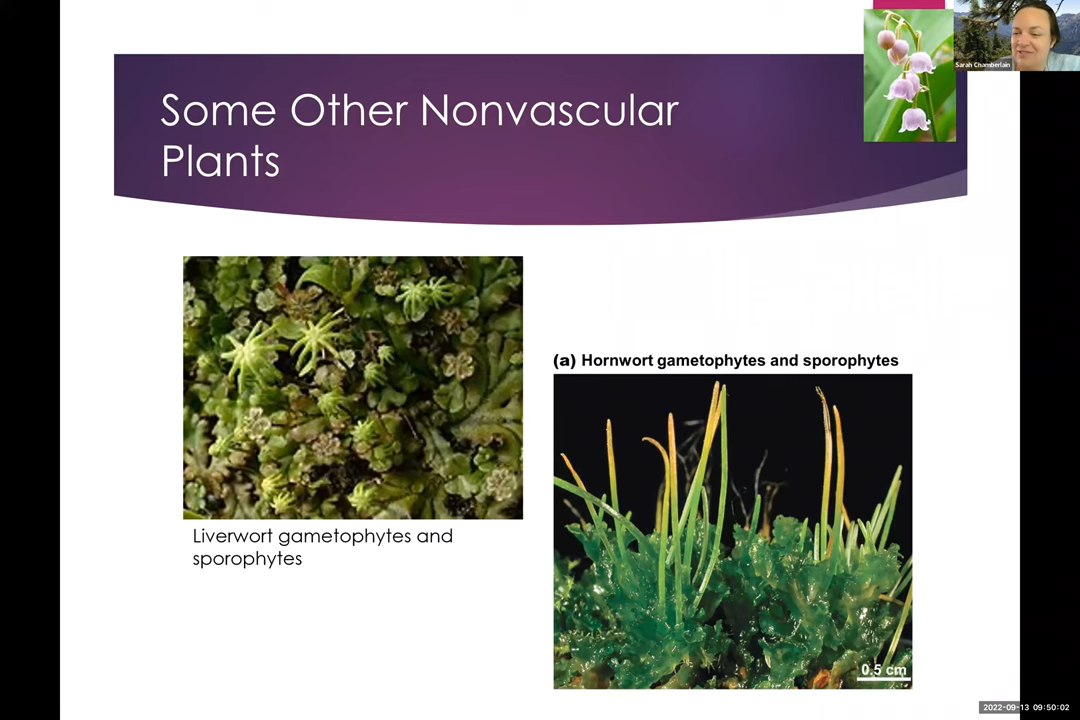 Some Other Nonvascular
Plants
Sarah Chamberlain
(a) Hornwort gametophytes and sporophytes
Liverwort gametophytes and
sporophytes
0.5 cm
2022-09-13 09:50:02